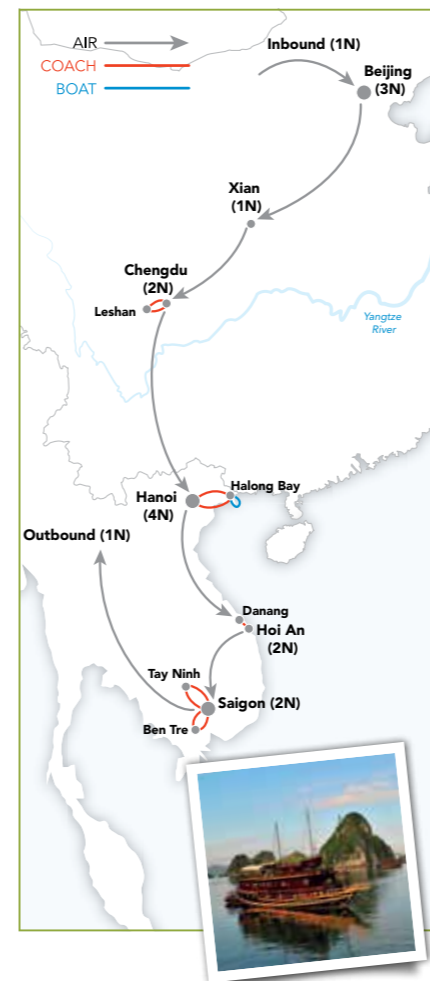 AIR
COACH
BOAT
Inbound (1N)
Beijing
(3N)
Xian
(1N)
Chengdu
(2N)
Leshan
Yangtze
River
Halong Bay
Hanoi
(4N)
Outbound (1N)
Danang
Hoi An
(2N)
Tay Ninh
Saigon (2N)
Ben Tre